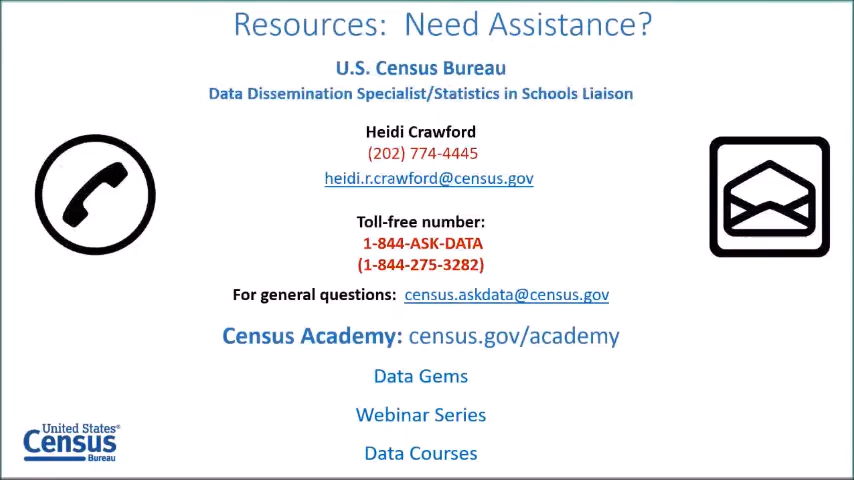 Resources: Need Assistance?
U.S. Census Bureau
Data Dissemination Specialist/Statistics in Schools Liaison
Heidi Crawford
(202) 774-4445
heidi.r.crawford@census.gov
Toll-free number:
1-844-ASK-DATA
(1-844-275-3282)
For general questions: census.askdata@census.gov
Census Academy: census.gov/academy
Data Gems
Webinar Series
Data Courses
United States®
Census
Bureau